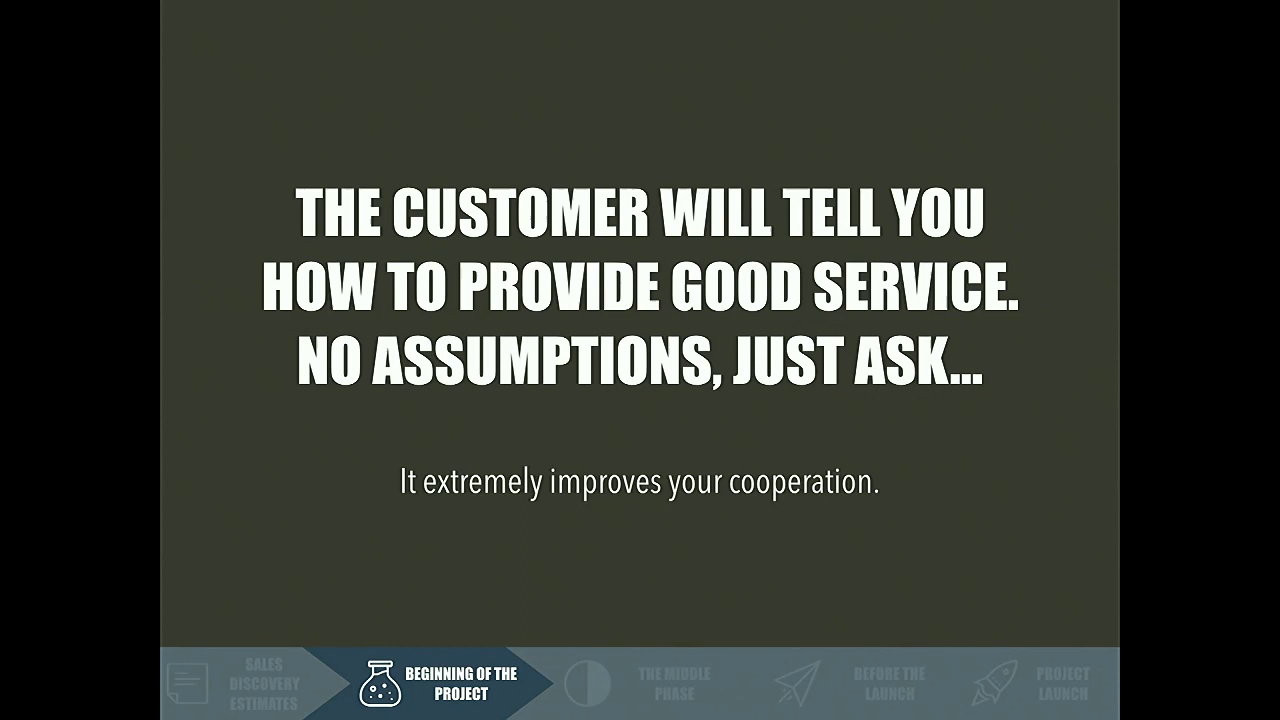 THE CUSTOMER WILL TELL YOU
HOW TO PROVIDE GOOD SERVICE.
NO ASSUMPTIONS, JUST ASK...
It extremely improves your cooperation.
SALES
DISCOVERY
ESTIMATES
BEGINNING OF THE
PROJECT
THE MIDDLE
PHASE
BEFORE THE
LAUNCH
PROJECT
LAUNCH